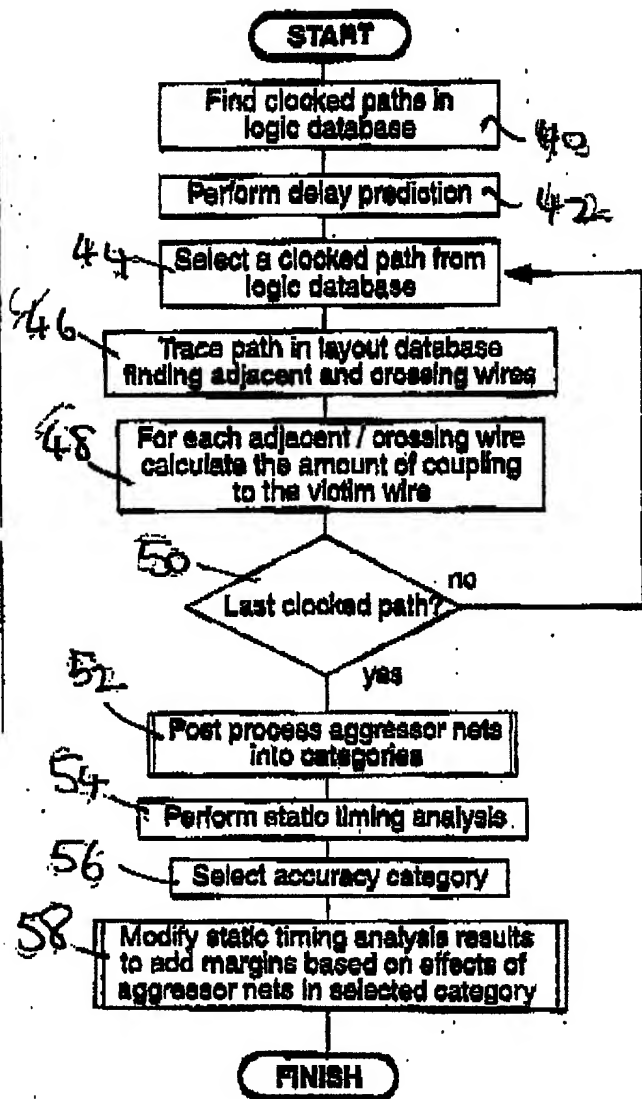 START
Find clocked paths in
logic database
40
Perform delay prediction
42
44
Select a clocked path from
logic database
46
Trace path in layout database
finding adjacent and crossing wires
48
For each adjacent / crossing wire
calculate the amount of coupling
to the victim wire
50
Last clocked path?
no
yes
52
Post process aggressor nets
into categories
54
Perform static timing analysis
56
Select accuracy category
58
Modify static timing analysis results
to add margins based on effects of
aggressor nets in selected category
FINISH